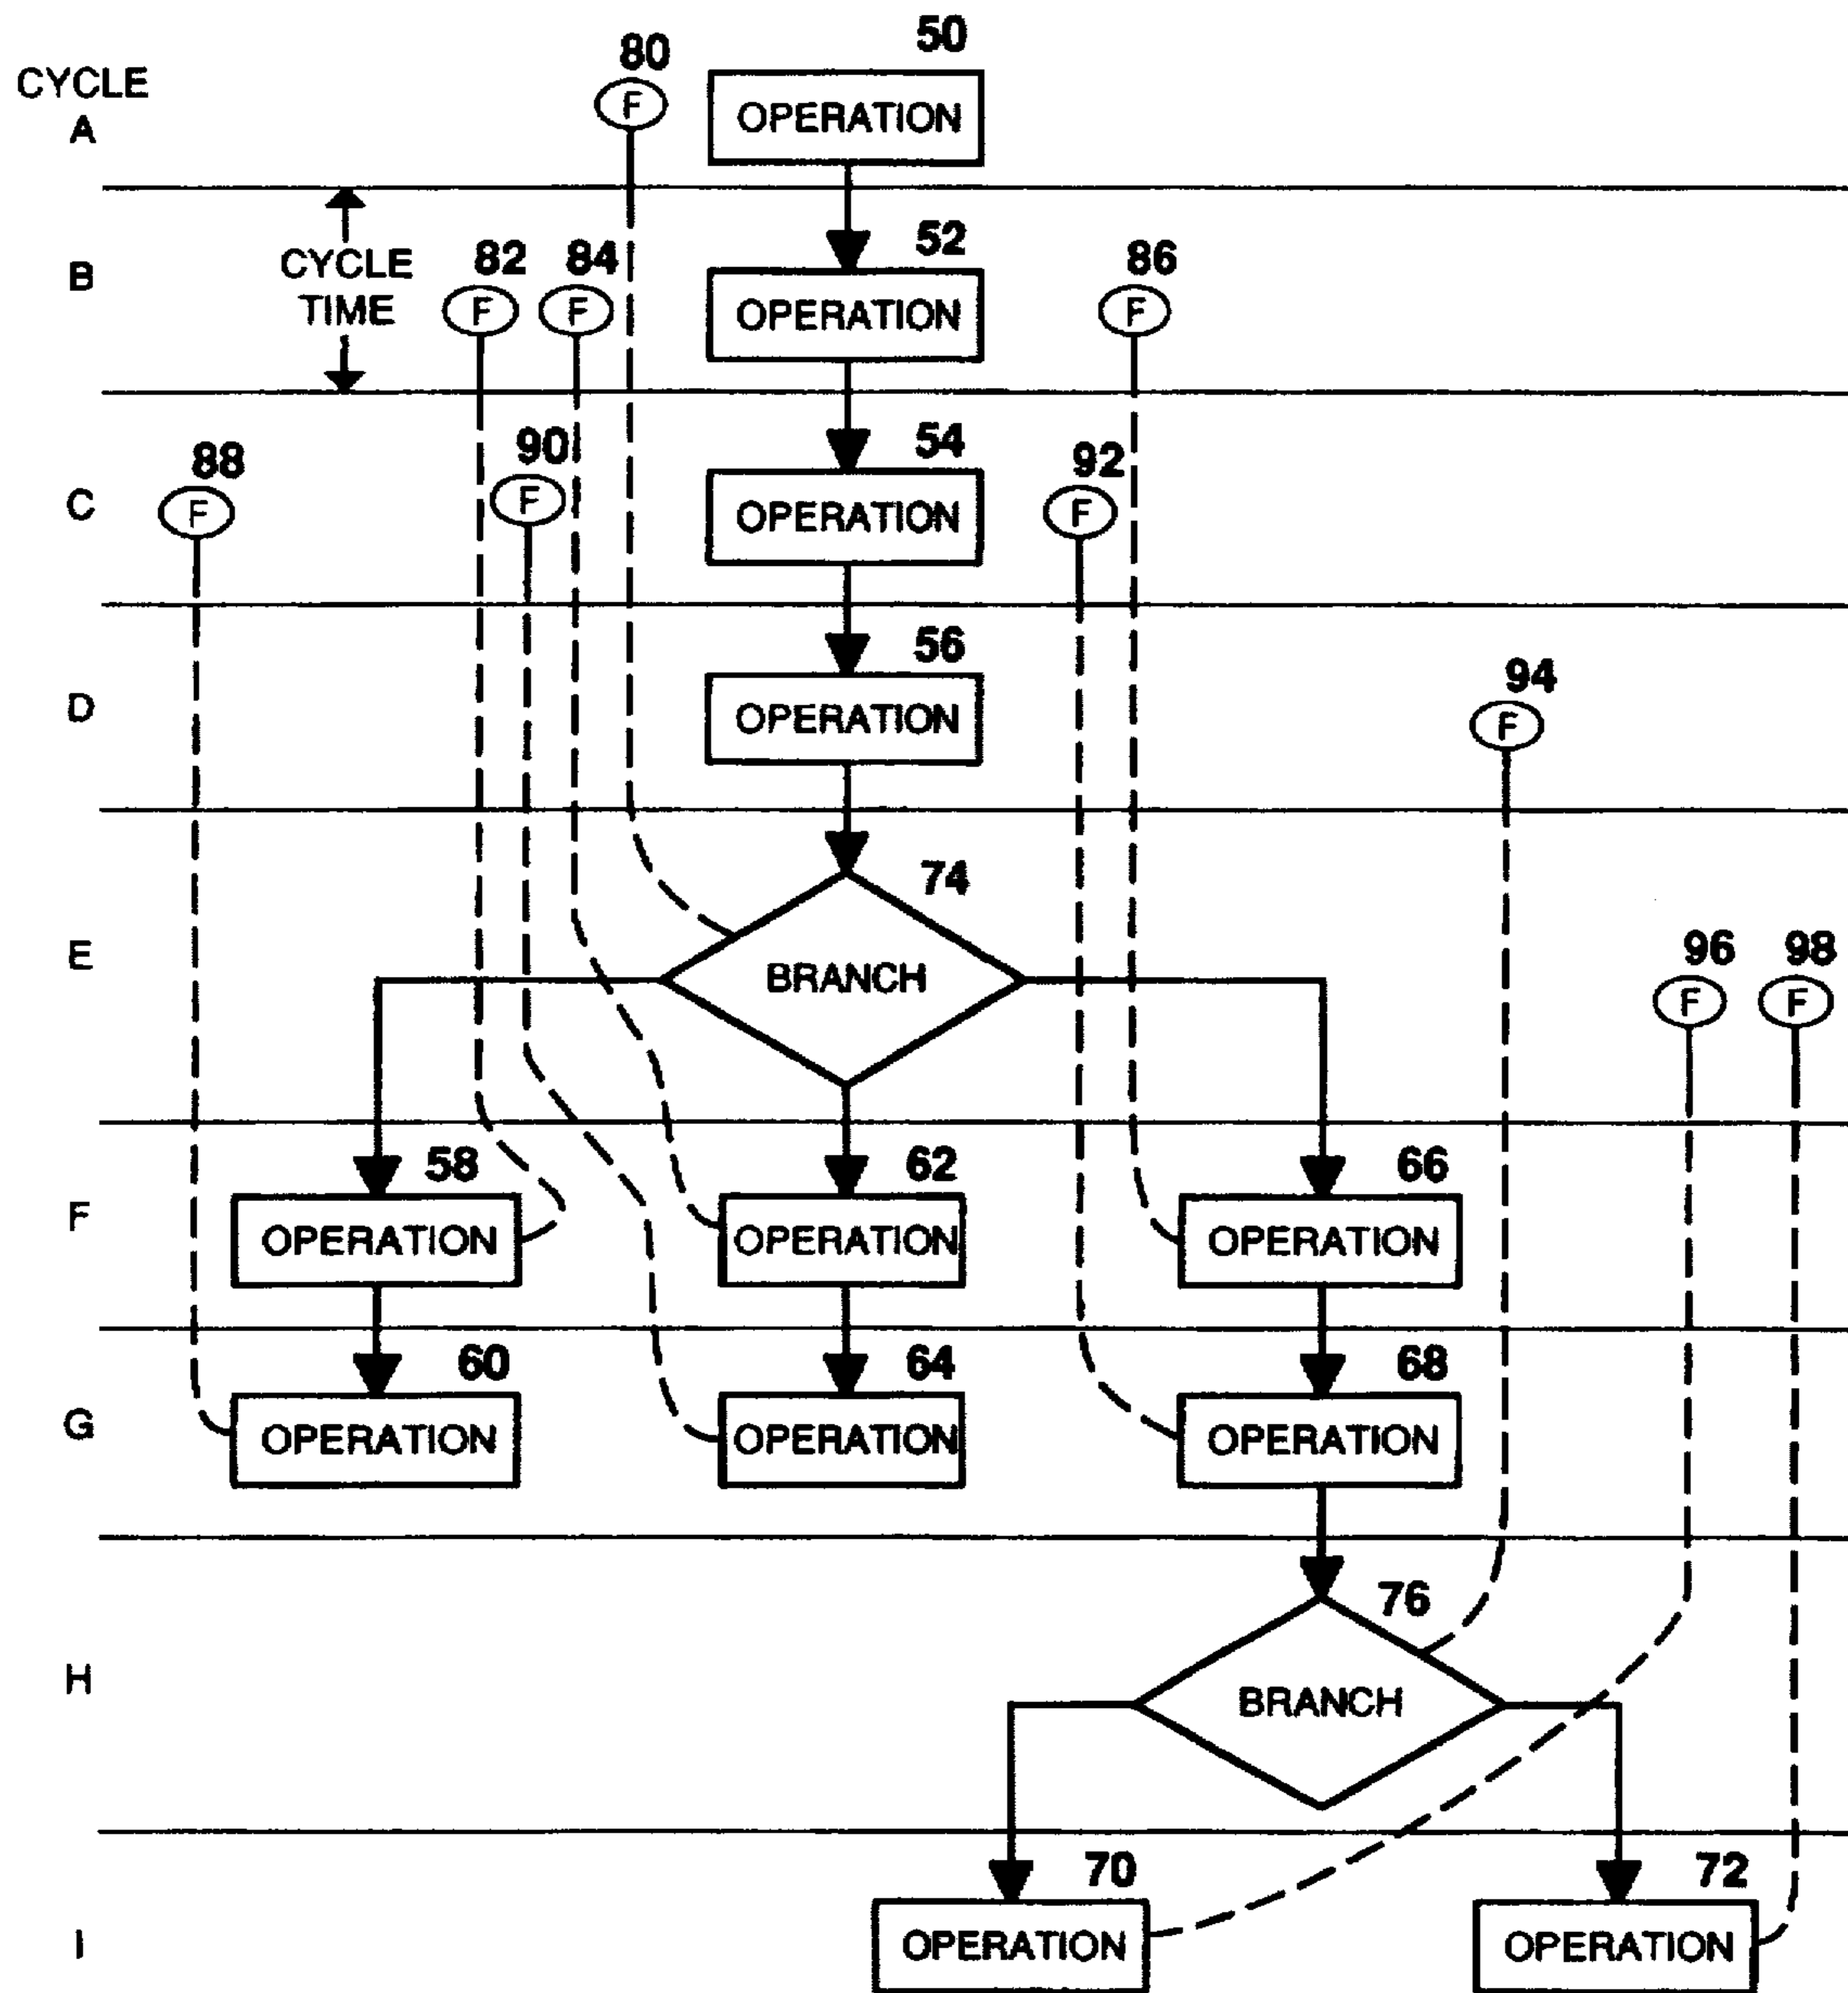 50
80
CYCLE
A
F
OPERATION
52
B
CYCLE
TIME
82
84
86
F
F
F
OPERATION
54
88
90
92
C
F
F
F
OPERATION
56
94
D
OPERATION
F
74
E
BRANCH
96
98
F
F
58
62
66
F
OPERATION
OPERATION
OPERATION
60
64
68
G
OPERATION
OPERATION
OPERATION
76
H
BRANCH
70
72
I
OPERATION
OPERATION